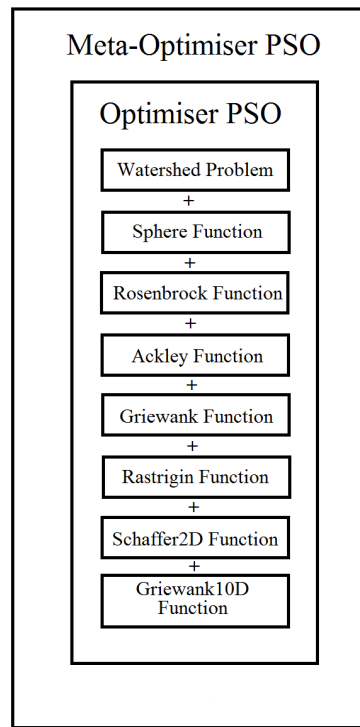 Meta-Optimiser PSO
Optimiser PSO
Watershed Problem
+
Sphere Function
+
Rosenbrock Function
+
Ackley Function
+
Griewank Function
+
Rastrigin Function
+
Schaffer2D Function
+
Griewank10D
Function